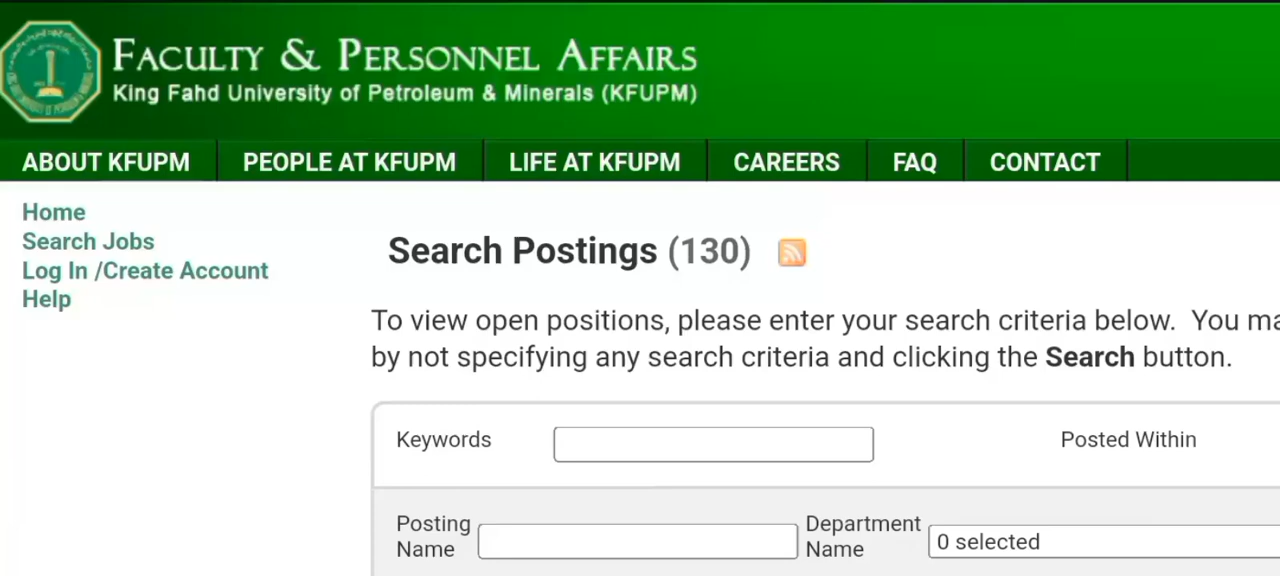 FACULTY & PERSONNEL AFFAIRS
King Fahd University of Petroleum & Minerals (KFUPM)
ABOUT KFUPM PEOPLE AT KFUPM LIFE AT KFUPM CAREERS FAQ CONTACT
Home
Search Jobs
Log In /Create Account
Help
Search Postings (130)
To view open positions, please enter your search criteria below. You ma
by not specifying any search criteria and clicking the Search button.
Keywords Posted Within
Posting Name Department Name 0 selected